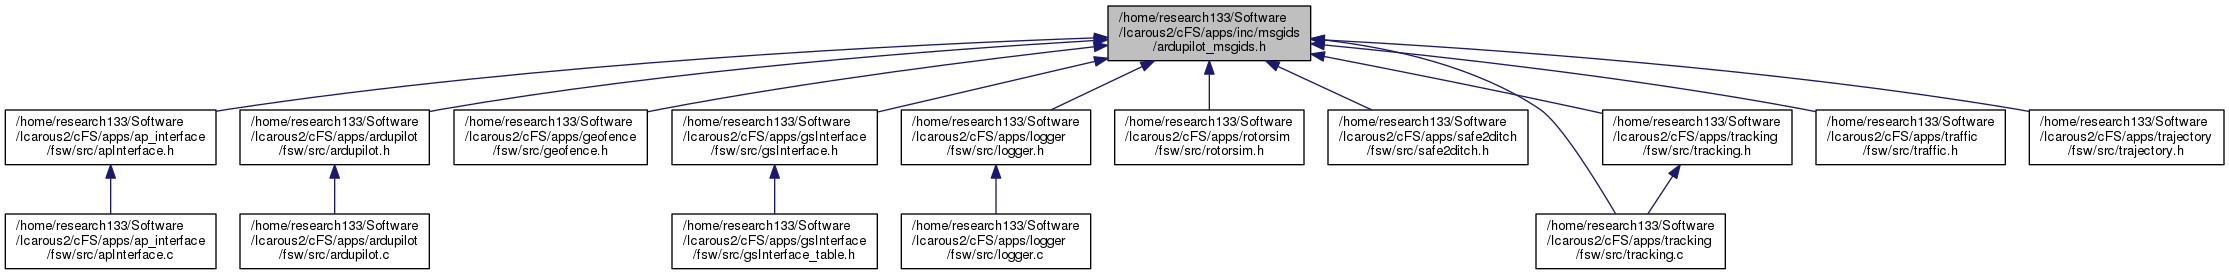 /home/research133/Software
/Icarous2/cFS/apps/inc/msgids
/ardupilot_msgids.h
/home/research133/Software
/Icarous2/cFS/apps/ap_interface
/fsw/src/apInterface.h
/home/research133/Software
/Icarous2/cFS/apps/ardupilot
/fsw/src/ardupilot.h
/home/research133/Software
/Icarous2/cFS/apps/geofence
/fsw/src/geofence.h
/home/research133/Software
/Icarous2/cFS/apps/gsInterface
/fsw/src/gsInterface.h
/home/research133/Software
/Icarous2/cFS/apps/logger
/fsw/src/logger.h
/home/research133/Software
/Icarous2/cFS/apps/rotorsim
/fsw/src/rotorsim.h
/home/research133/Software
/Icarous2/cFS/apps/safe2ditch
/fsw/src/safe2ditch.h
/home/research133/Software
/Icarous2/cFS/apps/tracking
/fsw/src/tracking.h
/home/research133/Software
/Icarous2/cFS/apps/traffic
/fsw/src/traffic.h
/home/research133/Software
/Icarous2/cFS/apps/trajectory
/fsw/src/trajectory.h
/home/research133/Software
/Icarous2/cFS/apps/ap_interface
/fsw/src/apInterface.c
/home/research133/Software
/Icarous2/cFS/apps/ardupilot
/fsw/src/ardupilot.c
/home/research133/Software
/Icarous2/cFS/apps/gsInterface
/fsw/src/gsInterface_table.h
/home/research133/Software
/Icarous2/cFS/apps/logger
/fsw/src/logger.c
/home/research133/Software
/Icarous2/cFS/apps/tracking
/fsw/src/tracking.c